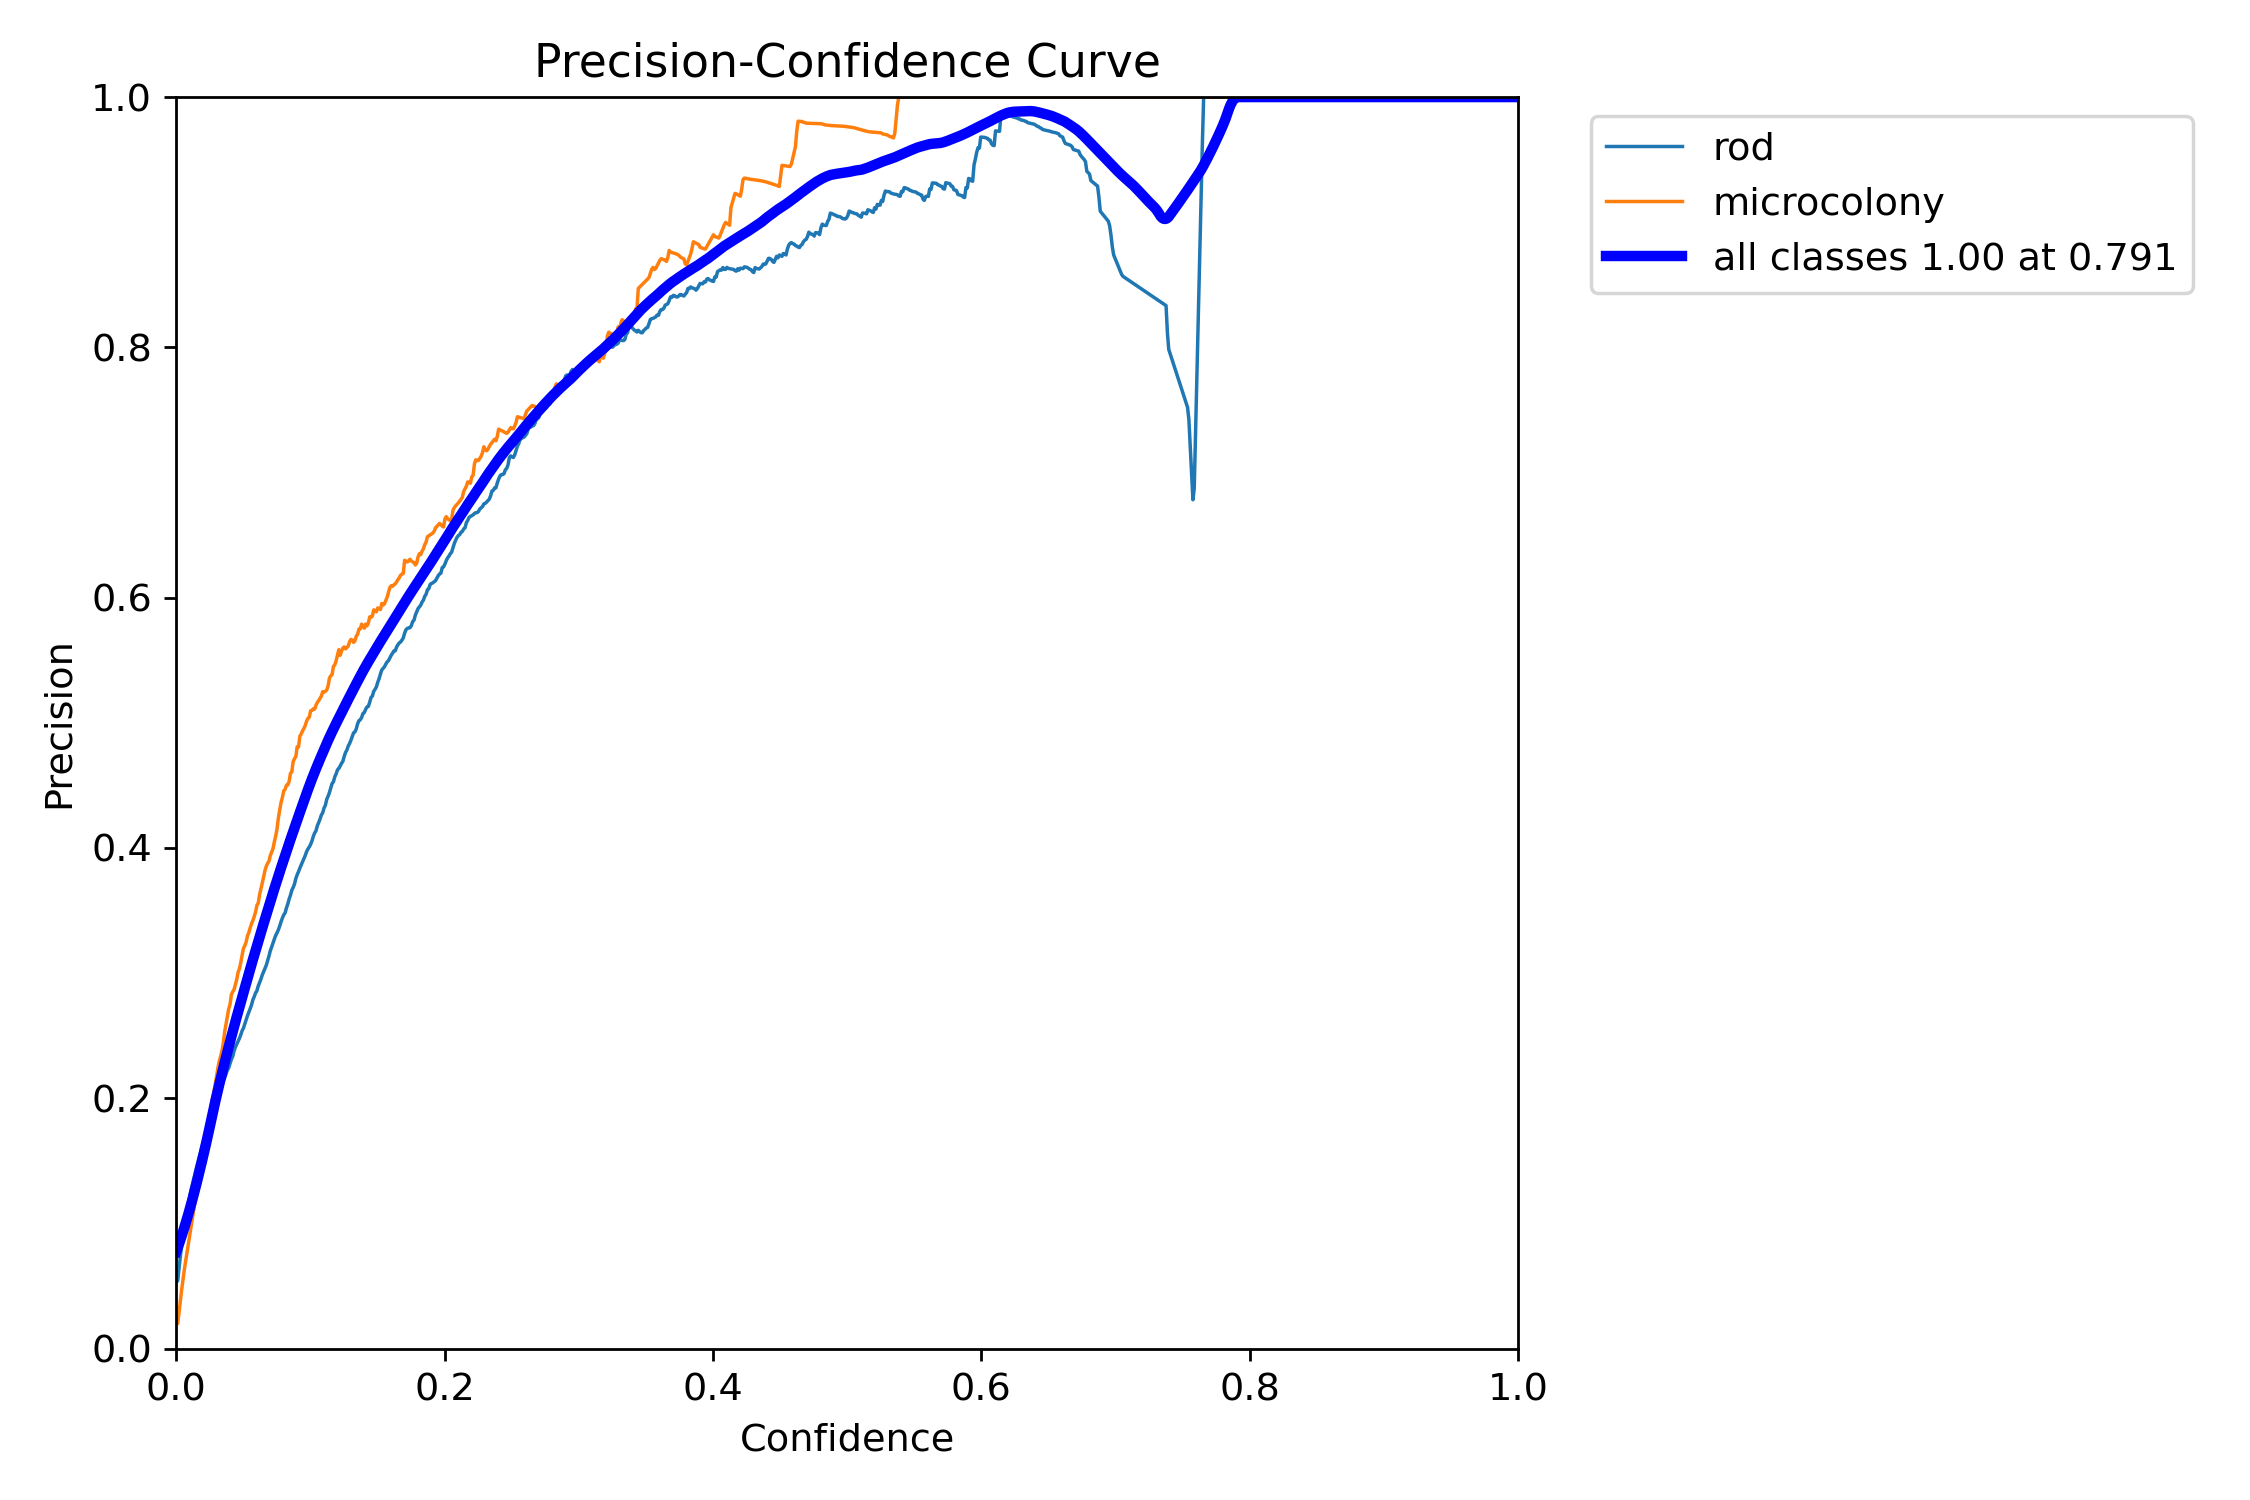 Precision-Confidence Curve
1.0
0.8
0.6
0.4
0.2
0.0
Precision
0.0 0.2 0.4 0.6 0.8 1.0
Confidence
rod
microcolony
all classes 1.00 at 0.791